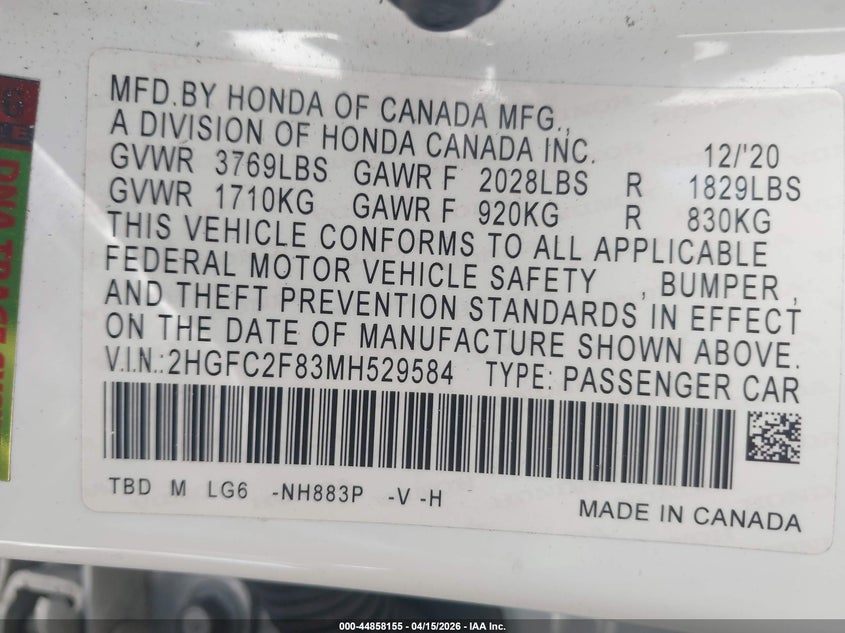 MFD.BY HONDA OF CANADA MFG.,
A DIVISION OF HONDA CANADA INC. 12/'20
GVWR 3769LBS GAWR F 2028LBS R 1829LBS
GVWR 1710KG GAWR F 920KG R 830KG
THIS VEHICLE CONFORMS TO ALL APPLICABLE
FEDERAL MOTOR VEHICLE SAFETY , BUMPER ,
AND THEFT PREVENTION STANDARDS IN EFFECT
ON THE DATE OF MANUFACTURE SHOWN ABOVE.
V.I.N.:2HGFC2F83MH529584 TYPE: PASSENGER CAR
TBD M LG6 -NH883P -V -H
MADE IN CANADA
DNA
000-44858155 - 04/15/2026 - IAA Inc.